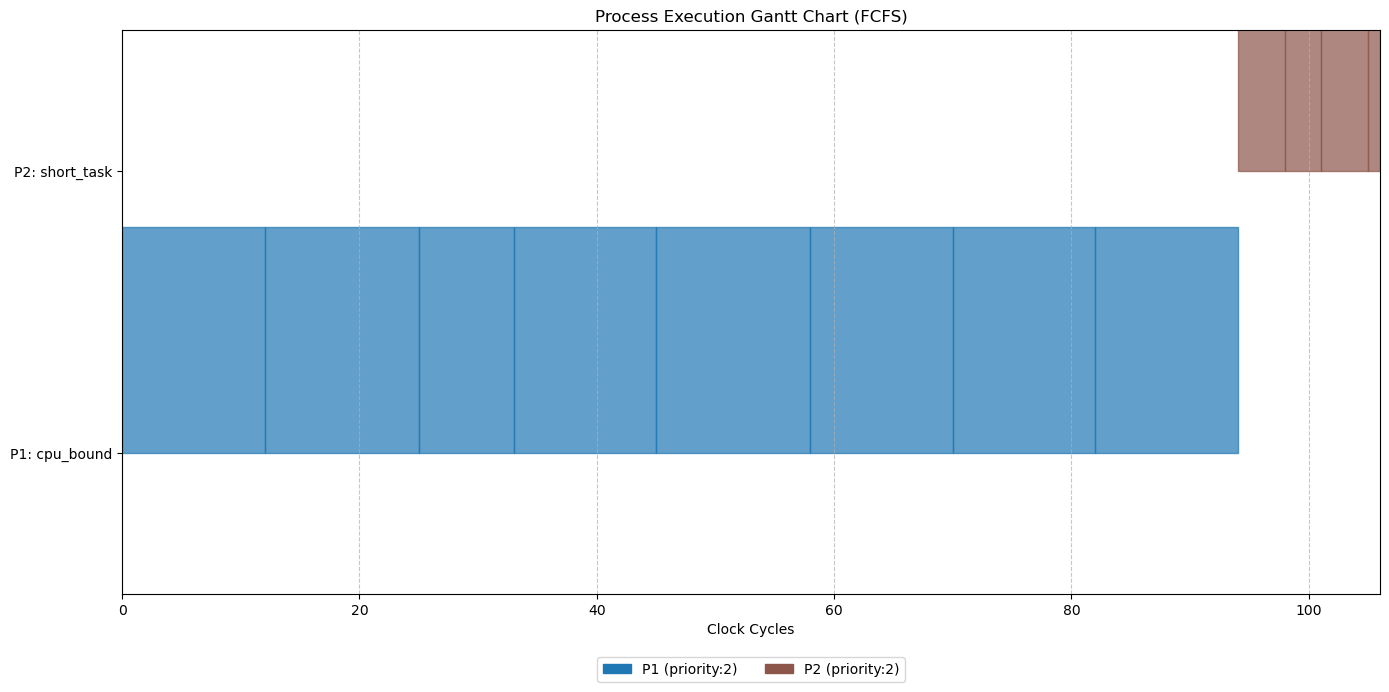 Process Execution Gantt Chart (FCFS)
P2: short_task
P1: cpu_bound
0 20 40 60 80 100
Clock Cycles
P1 (priority:2) P2 (priority:2)